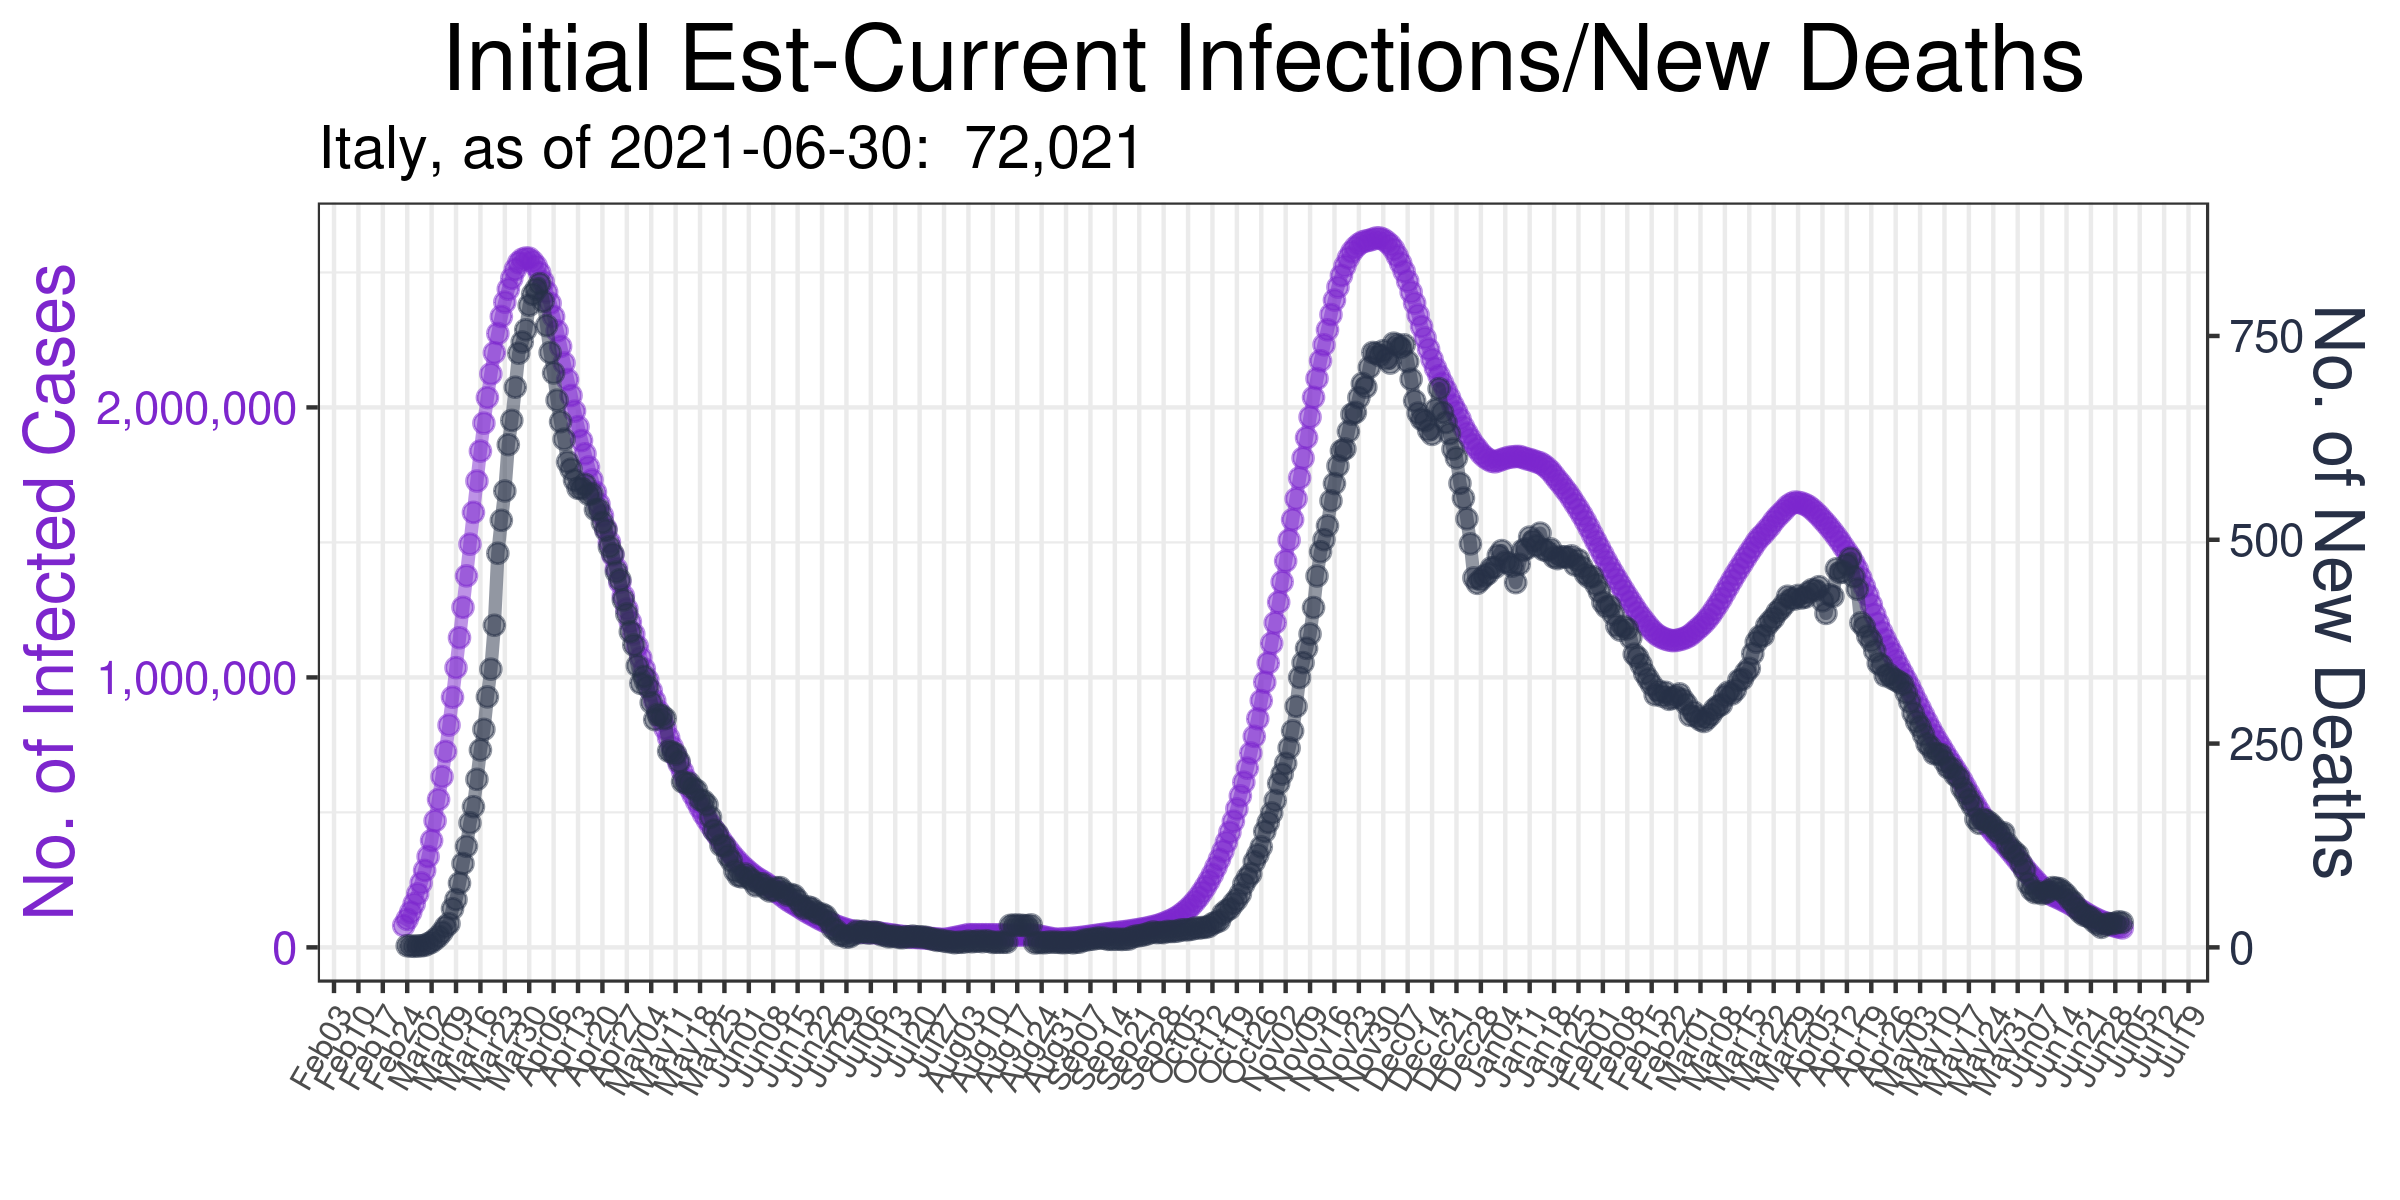 Initial Est-Current Infections/New Deaths
Italy, as of 2021-06-30: 72,021
No. of Infected Cases
2,000,000
1,000,000
0
750
500
250
0
No. of New Deaths
Feb03
Feb10
Feb17
Feb24
Mar02
Mar09
Mar16
Mar23
Mar30
Apr06
Apr13
Apr20
Apr27
May04
May11
May18
May25
Jun01
Jun08
Jun15
Jun22
Jun29
Jul06
Jul13
Jul20
Jul27
Aug03
Aug10
Aug17
Aug24
Aug31
Sep07
Sep14
Sep21
Sep28
Oct05
Oct12
Oct19
Oct26
Nov02
Nov09
Nov16
Nov23
Nov30
Dec07
Dec14
Dec21
Dec28
Jan04
Jan11
Jan18
Jan25
Feb01
Feb08
Feb15
Feb22
Mar01
Mar08
Mar15
Mar22
Mar29
Apr05
Apr12
Apr19
Apr26
May03
May10
May17
May24
May31
Jun07
Jun14
Jun21
Jun28
Jul05
Jul12
Jul19